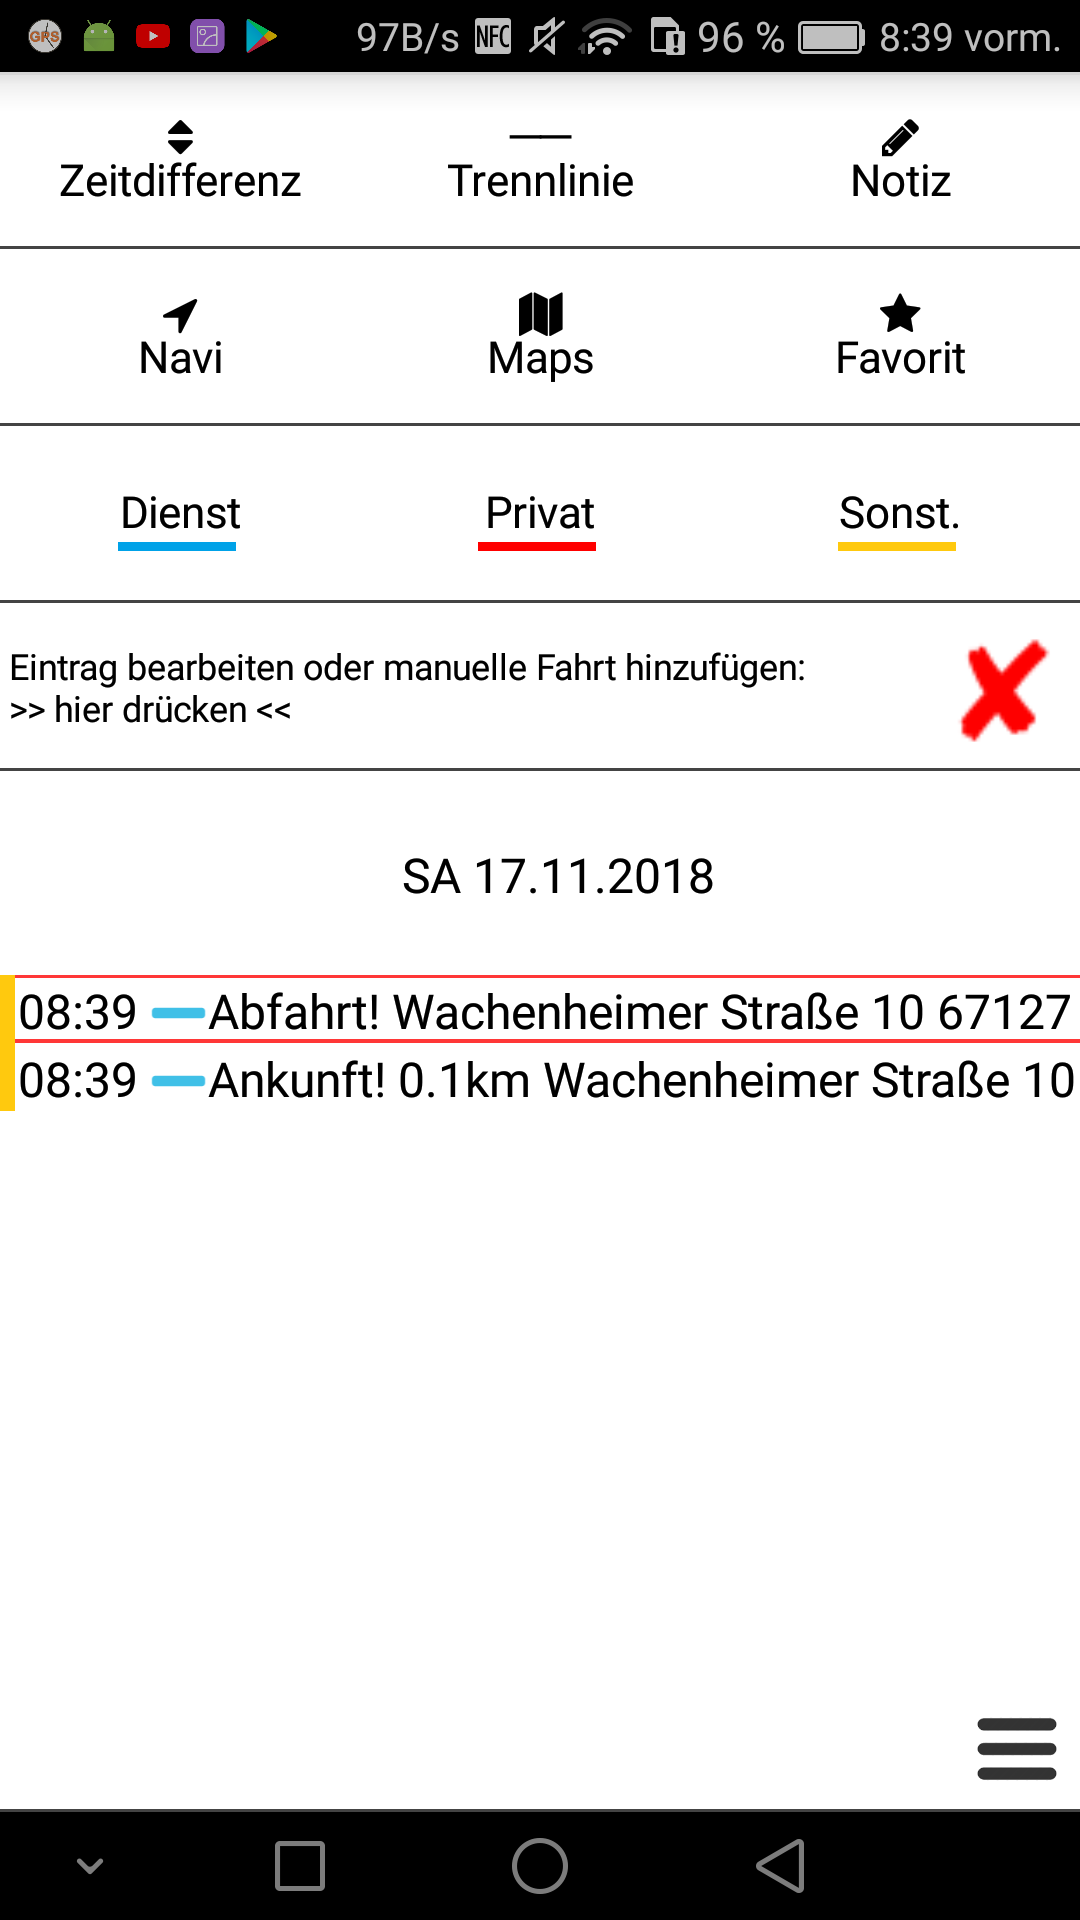 GPS 97B/s NFC 96 % 8:39 vorm.
Zeitdifferenz Trennlinie Notiz
Navi Maps Favorit
Dienst Privat Sonst.
Eintrag bearbeiten oder manuelle Fahrt hinzufügen:
>> hier drücken <<
SA 17.11.2018
08:39 Abfahrt! Wachenheimer Straße 10 67127
08:39 Ankunft! 0.1km Wachenheimer Straße 10